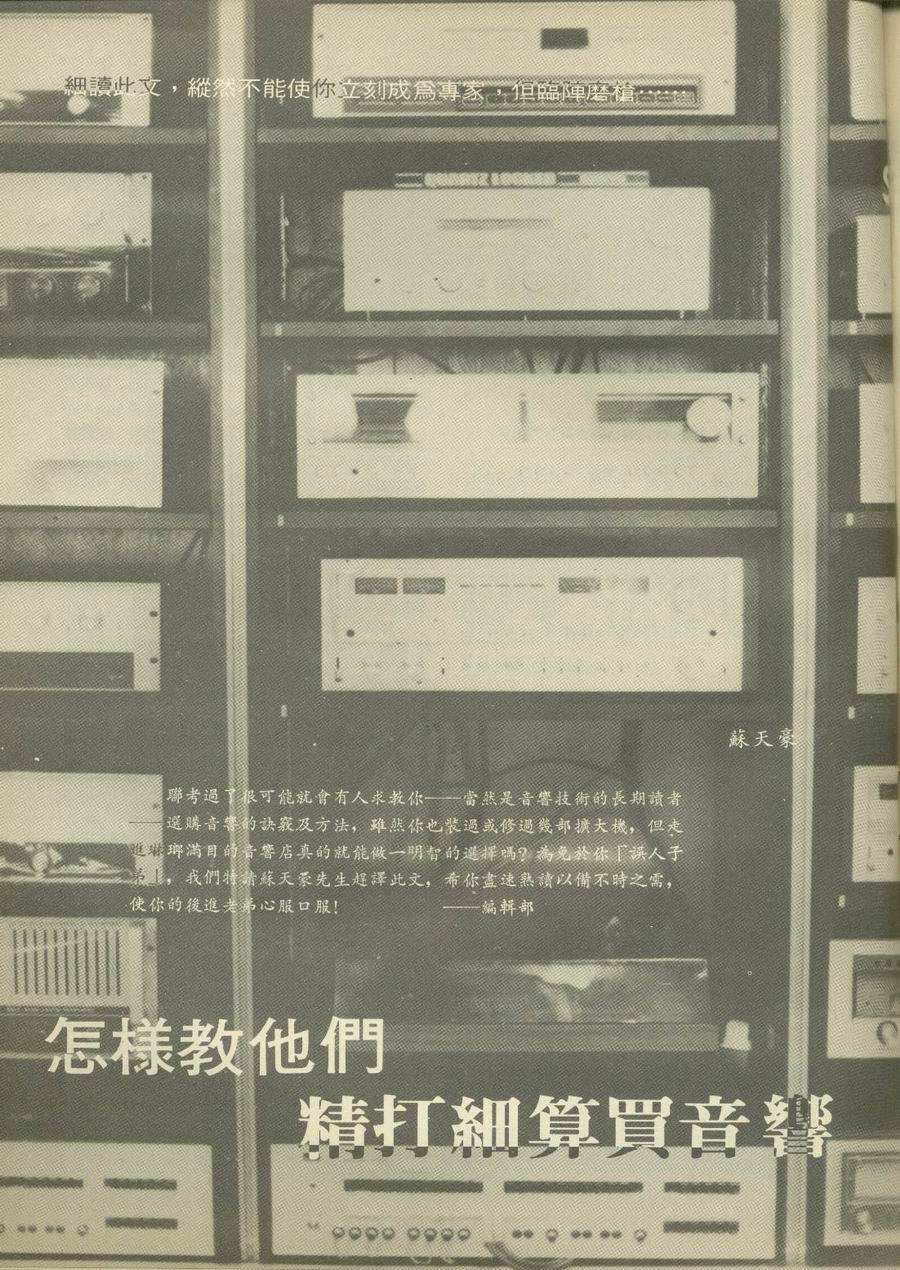 細讀此文，縱然不能使你立刻成爲專家，但臨陣磨槍……
QUARTZ LOCKED
蘇天豪
聯考過了很可能就會有人求教你——當然是音響技術的長期讀者
——選購音響的訣竅及方法，雖然你也裝過或修過幾部擴大機，但走
進琳瑯滿目的音響店真的就能做一明智的選擇嗎？為免於你「誤人子
弟」，我們特請蘇天豪先生趕譯此文，希你盡速熟讀以備不時之需，
使你的後進老弟心服口服！ ——編輯部
怎樣教他們
精打細算買音響